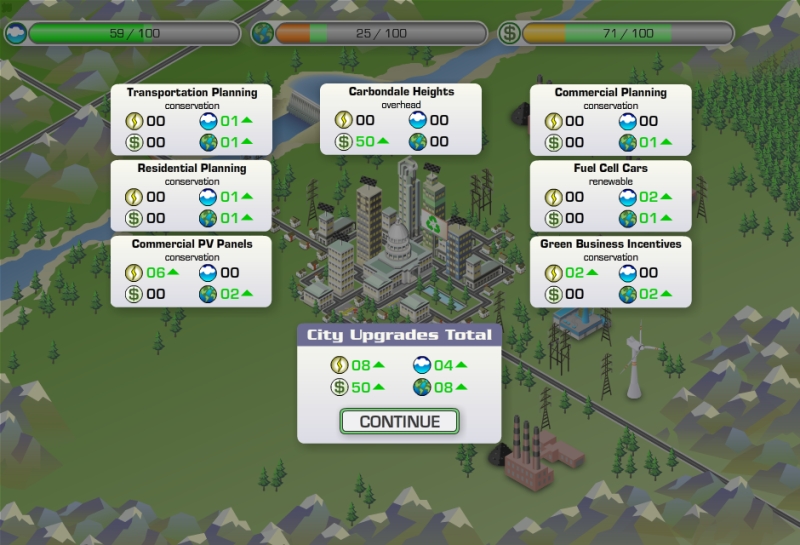 59 / 100
25 / 100
71 / 100
Transportation Planning
conservation
00 01
00 01
Carbondale Heights
overhead
00 00
50 00
Commercial Planning
conservation
00 00
00 01
Residential Planning
conservation
00 01
00 01
Fuel Cell Cars
renewable
00 02
00 01
Commercial PV Panels
conservation
06 00
00 02
Green Business Incentives
conservation
02 00
00 02
City Upgrades Total
08 04
$ 50 08
CONTINUE